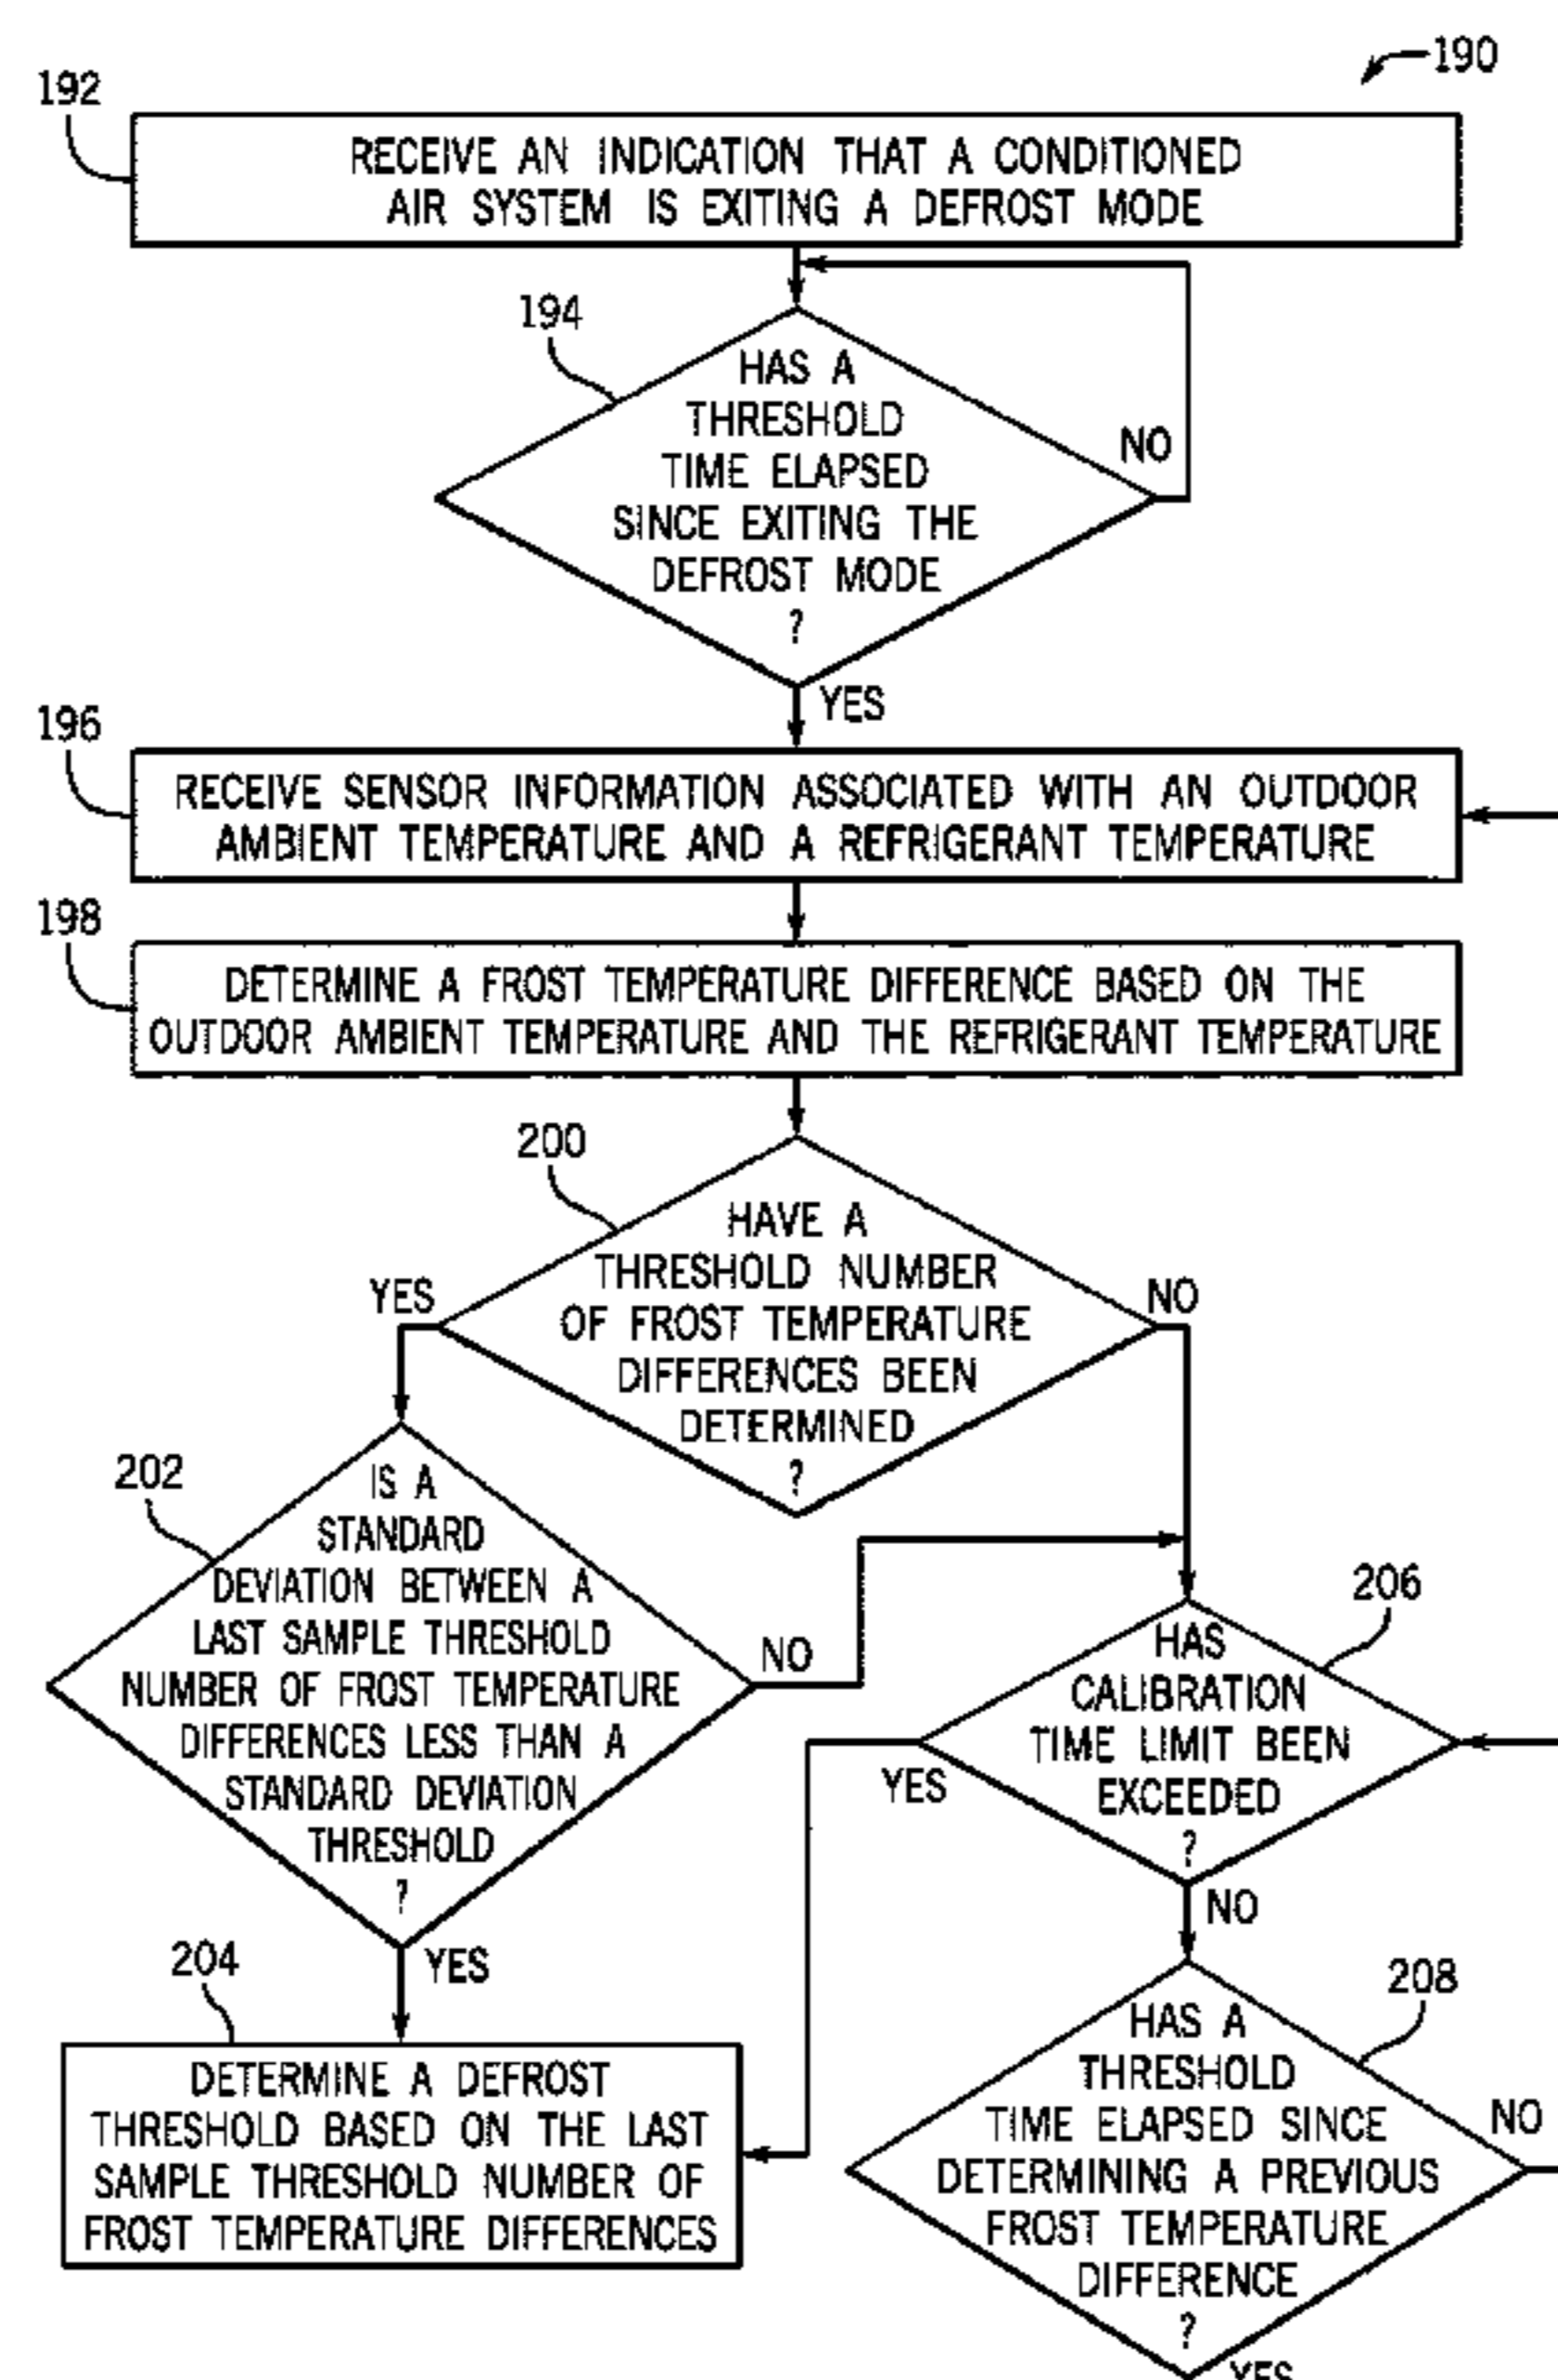 190
192
RECEIVE AN INDICATION THAT A CONDITIONED
AIR SYSTEM IS EXITING A DEFROST MODE
194
HAS A
THRESHOLD
TIME ELAPSED
SINCE EXITING THE
DEFROST MODE
?
NO
YES
196
RECEIVE SENSOR INFORMATION ASSOCIATED WITH AN OUTDOOR
AMBIENT TEMPERATURE AND A REFRIGERANT TEMPERATURE
198
DETERMINE A FROST TEMPERATURE DIFFERENCE BASED ON THE
OUTDOOR AMBIENT TEMPERATURE AND THE REFRIGERANT TEMPERATURE
200
HAVE A
THRESHOLD NUMBER
OF FROST TEMPERATURE
DIFFERENCES BEEN
DETERMINED
?
YES
NO
202
IS A
STANDARD
DEVIATION BETWEEN A
LAST SAMPLE THRESHOLD
NUMBER OF FROST TEMPERATURE
DIFFERENCES LESS THAN A
STANDARD DEVIATION
THRESHOLD
?
NO
YES
206
HAS
CALIBRATION
TIME LIMIT BEEN
EXCEEDED
?
YES
NO
204
DETERMINE A DEFROST
THRESHOLD BASED ON THE LAST
SAMPLE THRESHOLD NUMBER OF
FROST TEMPERATURE DIFFERENCES
208
HAS A
THRESHOLD
TIME ELAPSED SINCE
DETERMINING A PREVIOUS
FROST TEMPERATURE
DIFFERENCE
?
NO
YES